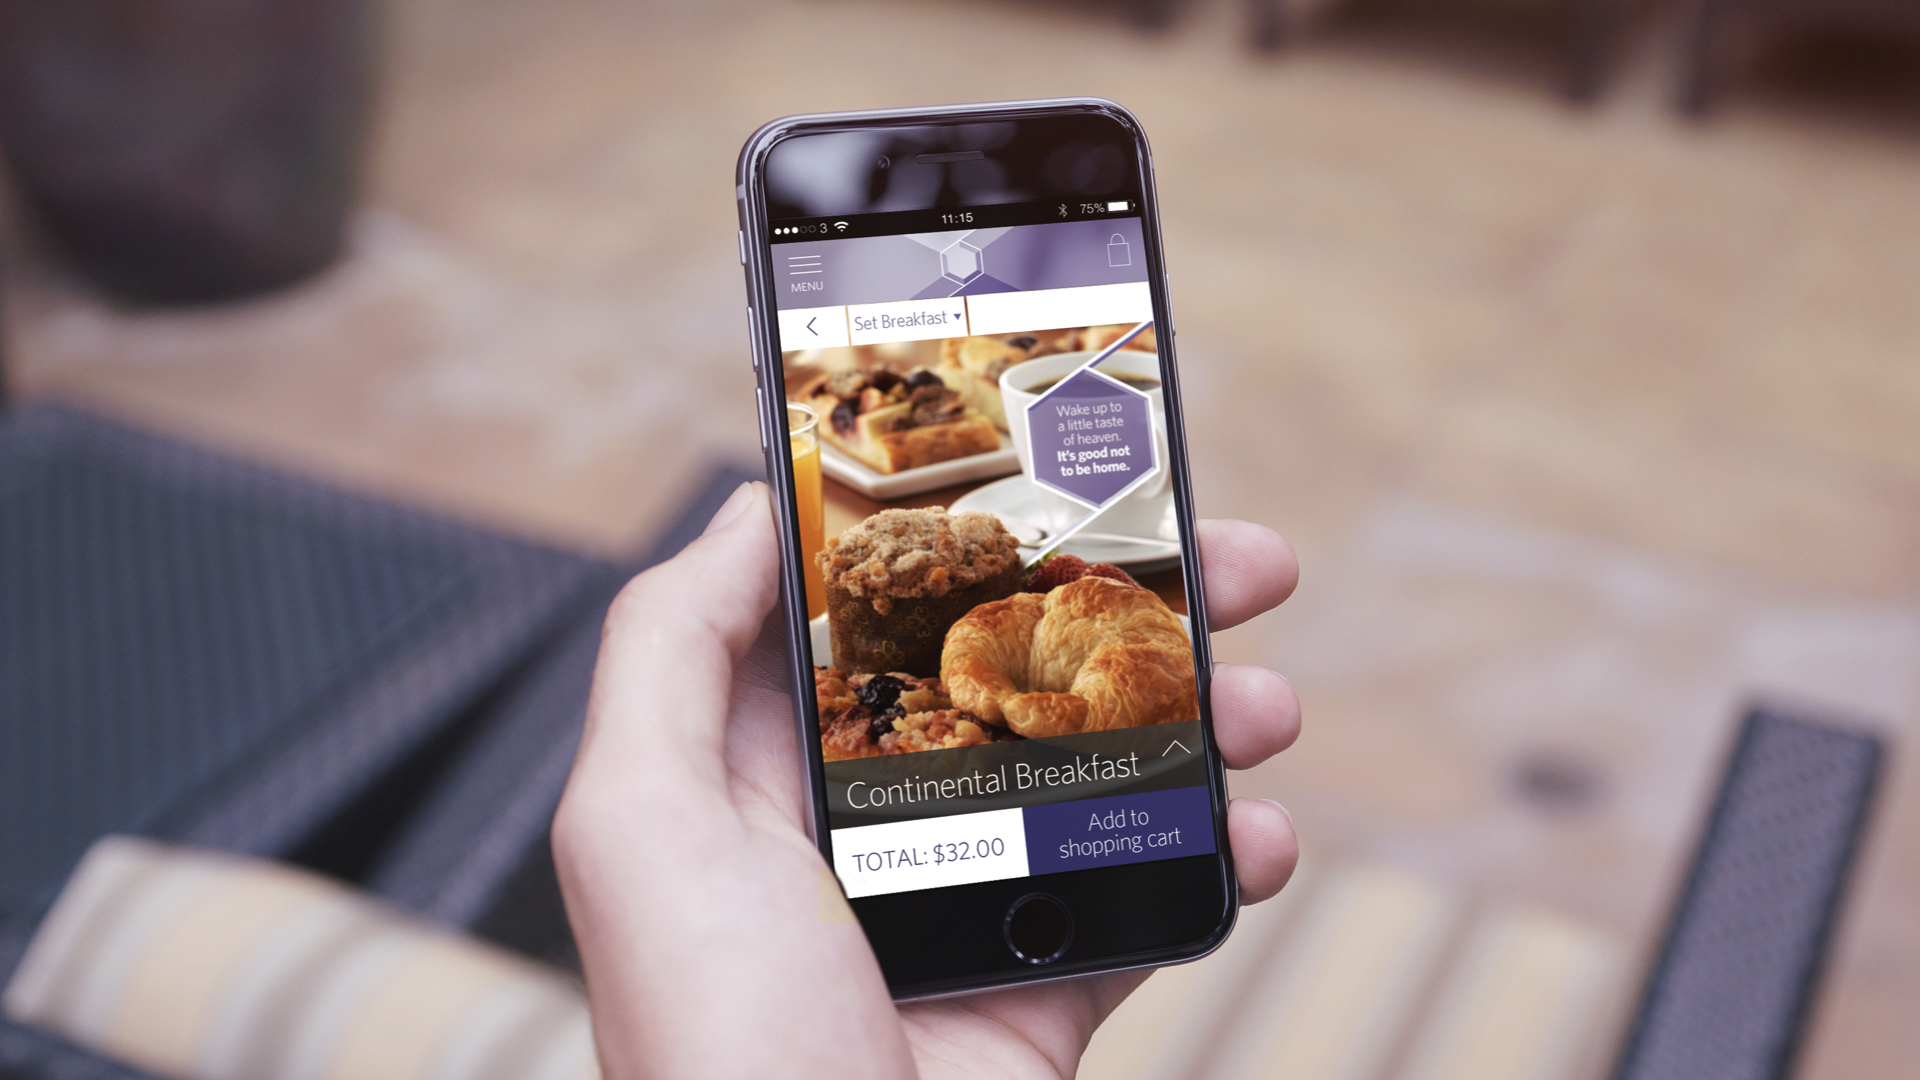 3 11:15 75%
MENU
Set Breakfast
Wake up to
a little taste
of heaven.
It's good not
to be home.
Continental Breakfast
TOTAL: $32.00
Add to
shopping cart